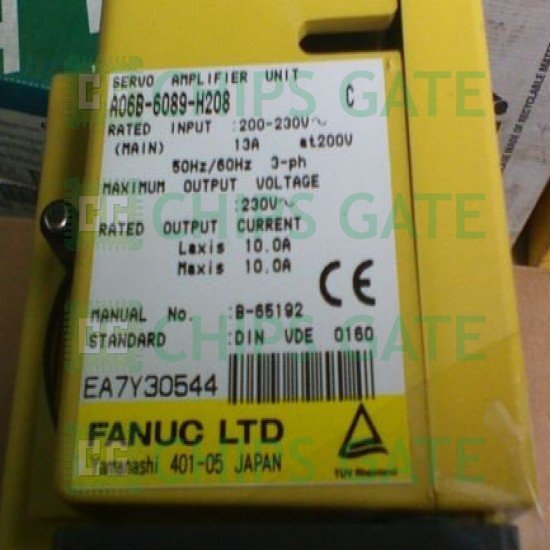 SERVO AMPLIFIER UNIT
A06B-6089-H208 C
RATED INPUT :200-230V~
(MAIN) 13A at200V
50Hz/60Hz 3-ph
MAXIMUM OUTPUT VOLTAGE
:230V~
RATED OUTPUT CURRENT
Laxis 10.0A
Maxis 10.0A
CE
MANUAL No. :B-65192
STANDARD :DIN VDE 0160
EA7Y30544
FANUC LTD
Yamanashi 401-05 JAPAN
TÜV Rheinland
CHIPS GATE
CHIPS GATE
CHIPS GATE
CHIPS GATE